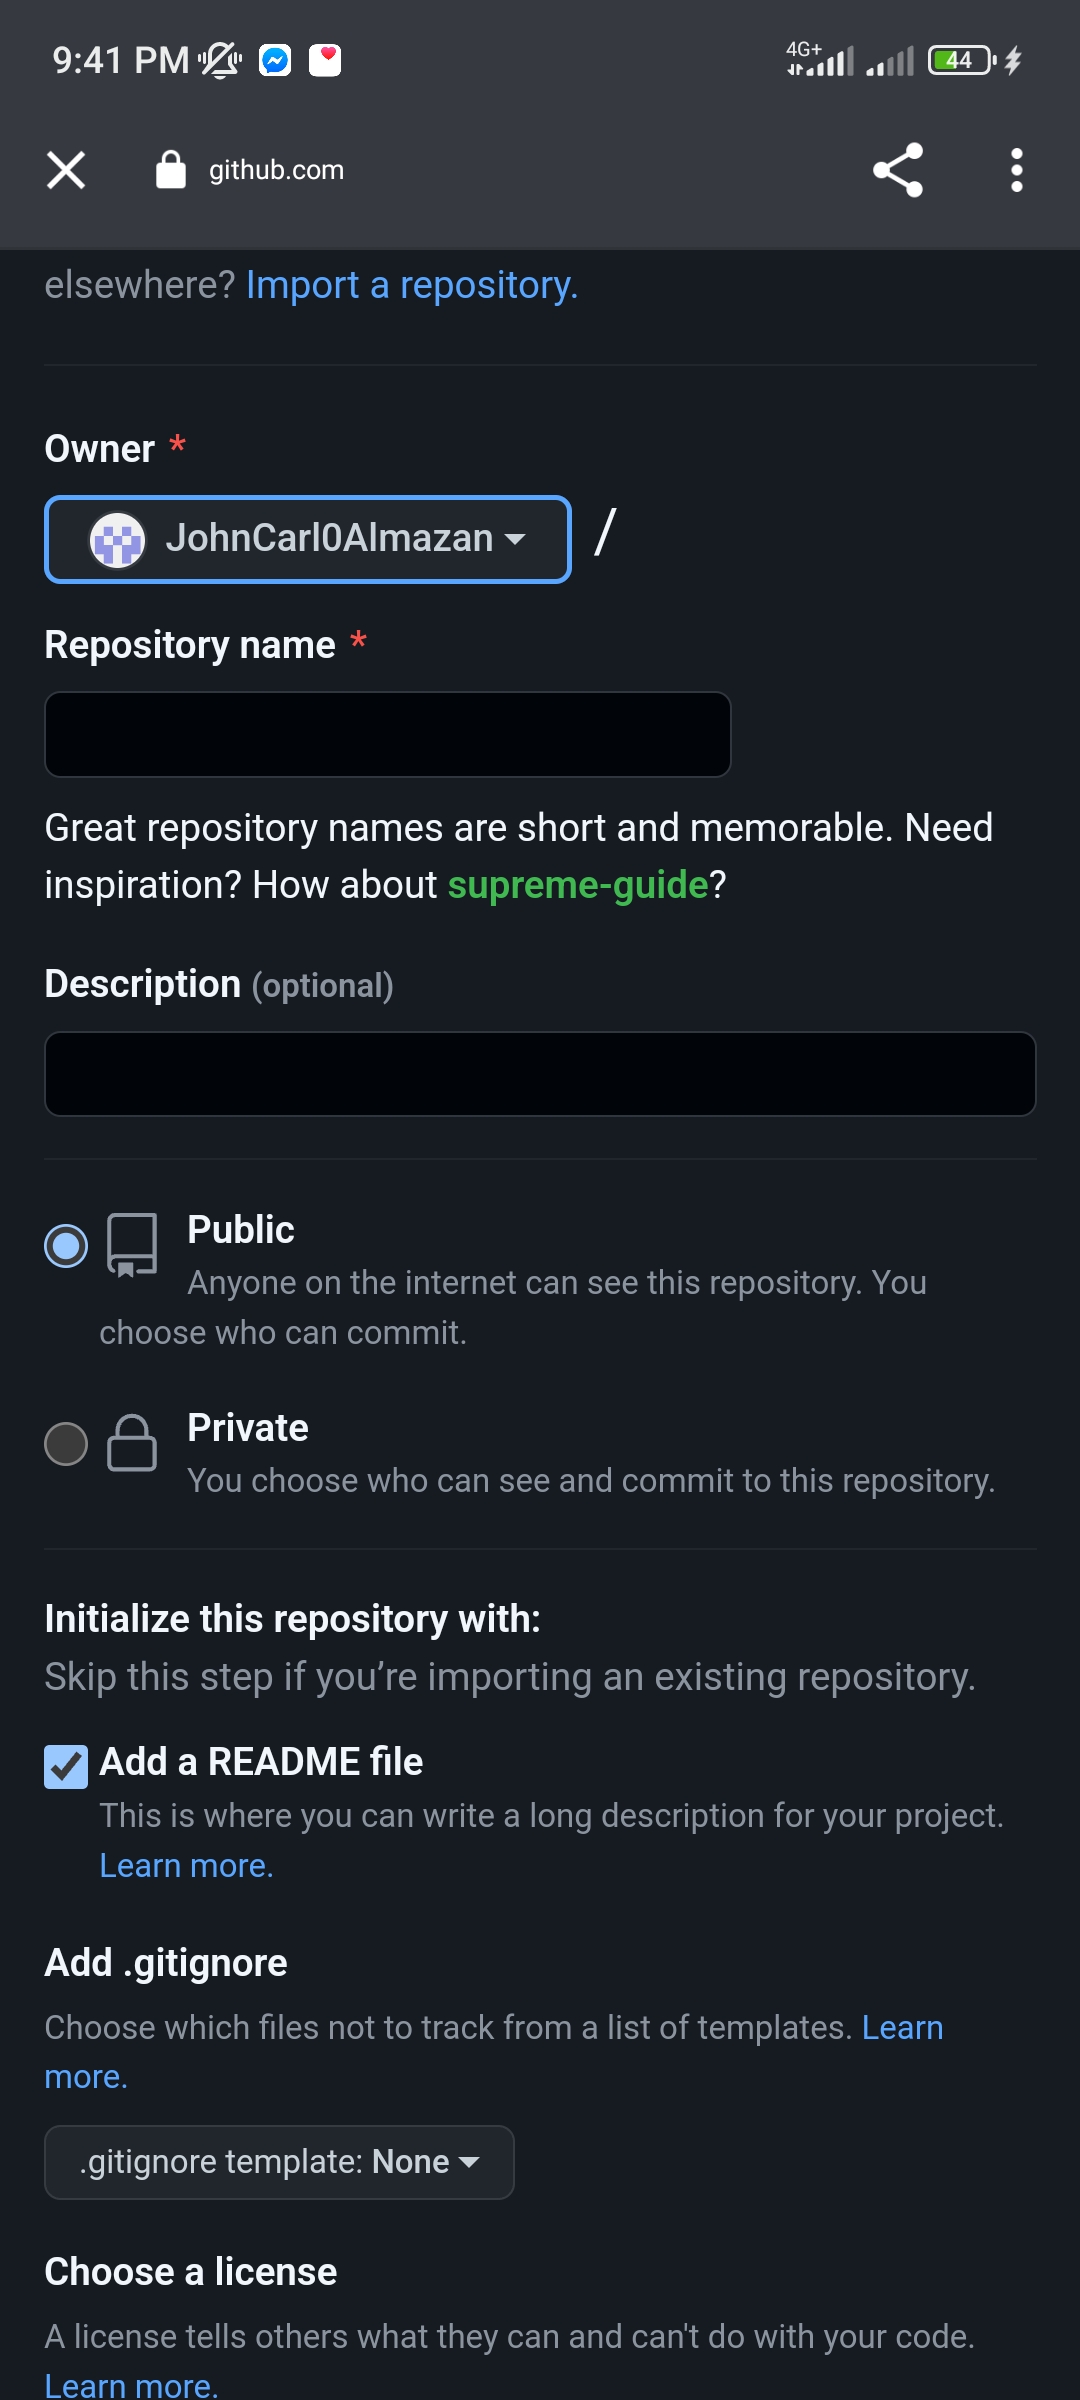 9:41 PM
4G+
44
github.com
elsewhere? Import a repository.
Owner *
JohnCarl0Almazan /
Repository name *
Great repository names are short and memorable. Need
inspiration? How about supreme-guide?
Description (optional)
Public
Anyone on the internet can see this repository. You
choose who can commit.
Private
You choose who can see and commit to this repository.
Initialize this repository with:
Skip this step if you’re importing an existing repository.
Add a README file
This is where you can write a long description for your project.
Learn more.
Add .gitignore
Choose which files not to track from a list of templates. Learn
more.
.gitignore template: None
Choose a license
A license tells others what they can and can't do with your code.
Learn more.